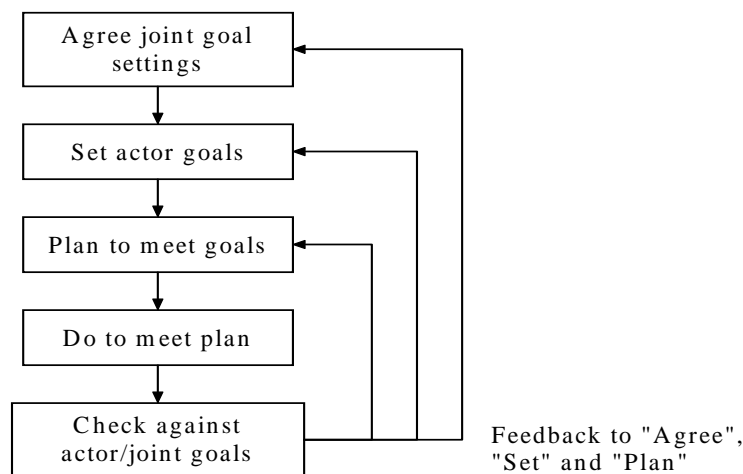 Agree joint goal
settings
Set actor goals
Plan to meet goals
Do to meet plan
Check against
actor/joint goals
Feedback to "Agree",
"Set" and "Plan"